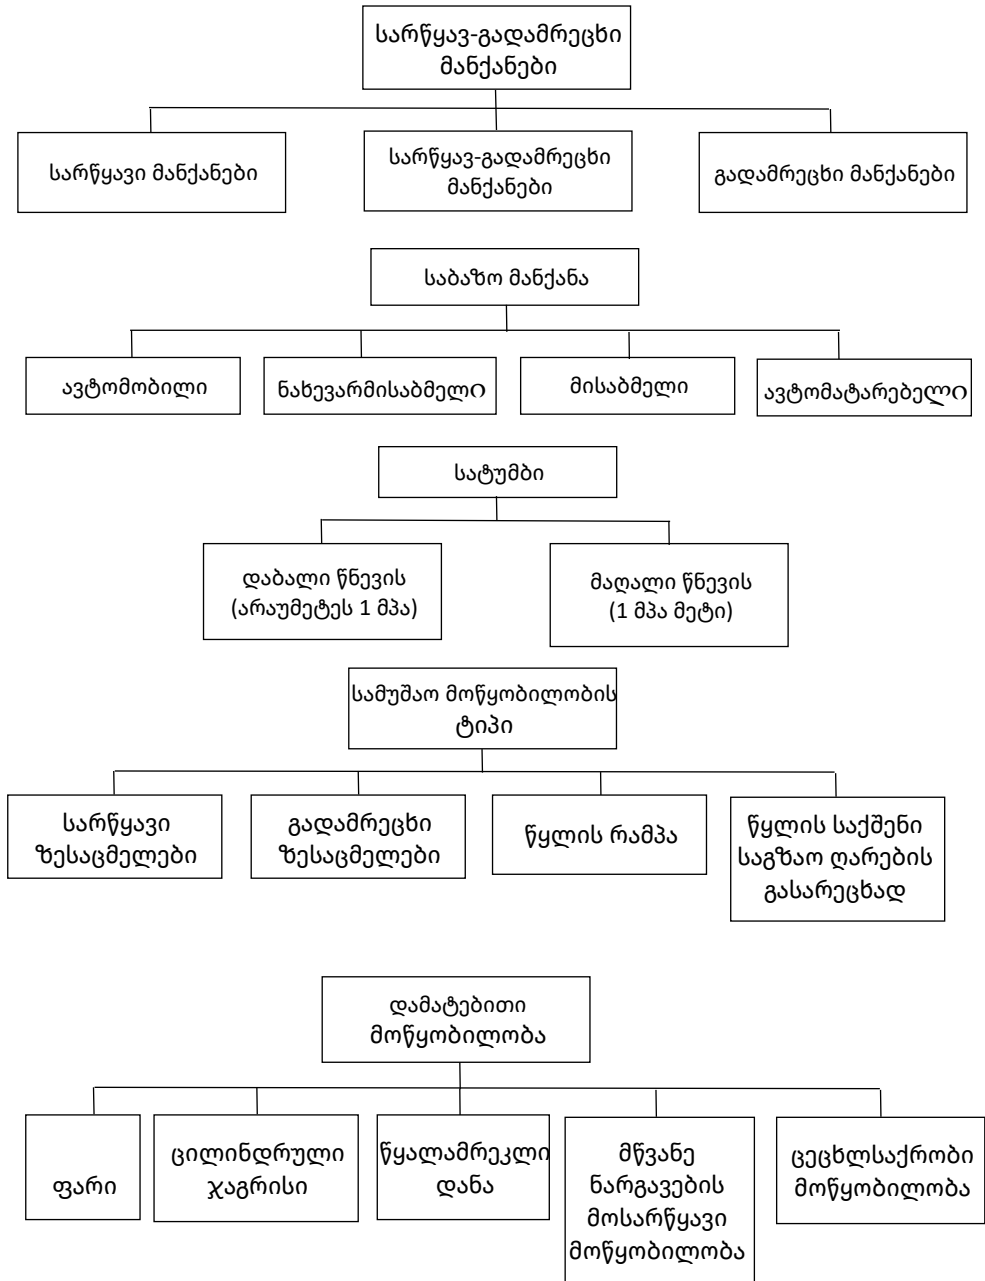 სარწყავ-გადამრეცხი
მანქანები
სარწყავი მანქანები
სარწყავ-გადამრეცხი
მანქანები
გადამრეცხი მანქანები
საბაზო მანქანა
ავტომობილი
ნახევარმისაბმელი
მისაბმელი
ავტომატარებელი
სატუმბი
დაბალი წნევის
(არაუმეტეს 1 მპა)
მაღალი წნევის
(1 მპა მეტი)
სამუშაო მოწყობილობის
ტიპი
სარწყავი
ზესაცმელები
გადამრეცხი
ზესაცმელები
წყლის რამპა
წყლის საქშენი
საგზაო ღარების
გასარეცხად
დამატებითი
მოწყობილობა
ფარი
ცილინდრული
ჯაგრისი
წყალამრეკლი
დანა
მწვანე
ნარგავების
მოსარწყავი
მოწყობილობა
ცეცხლსაქრობი
მოწყობილობა